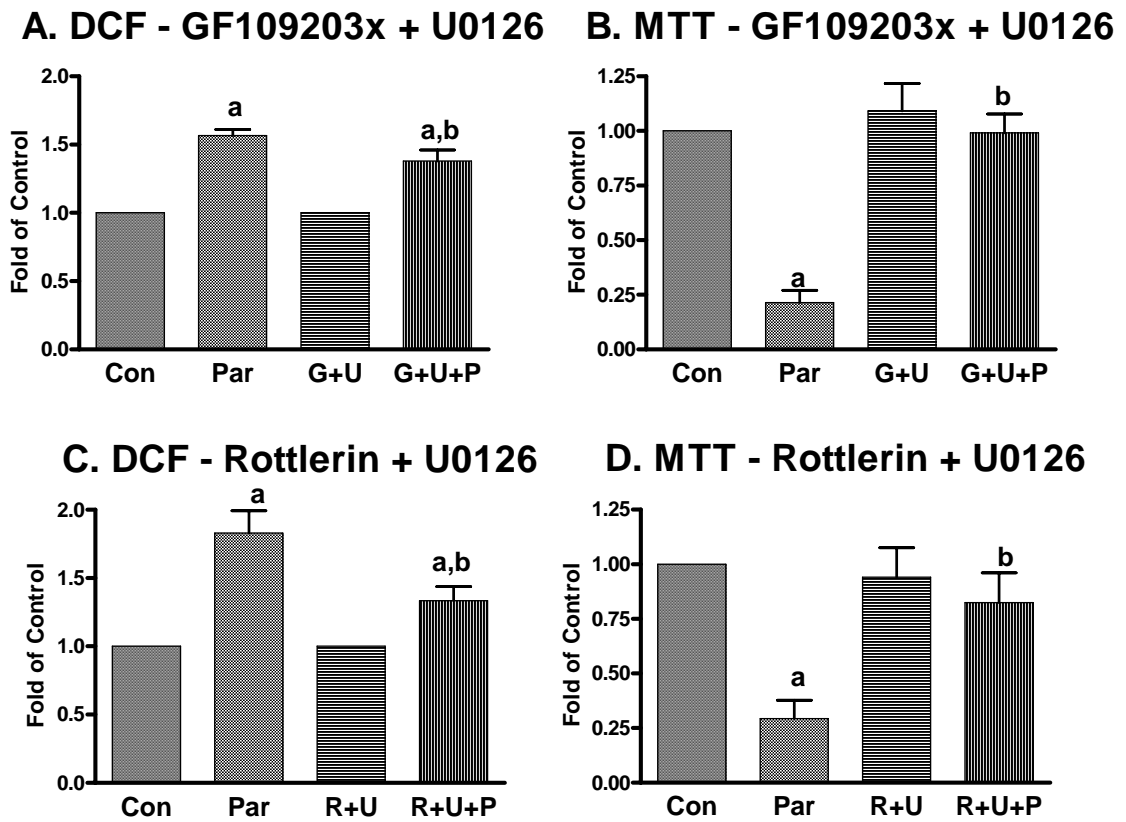 A. DCF - GF109203x + U0126
2.0
1.5
1.0
0.5
0.0
Fold of Control
a
a,b
Con Par G+U G+U+P
B. MTT - GF109203x + U0126
1.25
1.00
0.75
0.50
0.25
0.00
Fold of Control
a
b
Con Par G+U G+U+P
C. DCF - Rottlerin + U0126
2.0
1.5
1.0
0.5
0.0
Fold of Control
a
a,b
Con Par R+U R+U+P
D. MTT - Rottlerin + U0126
1.25
1.00
0.75
0.50
0.25
0.00
Fold of Control
a
b
Con Par R+U R+U+P